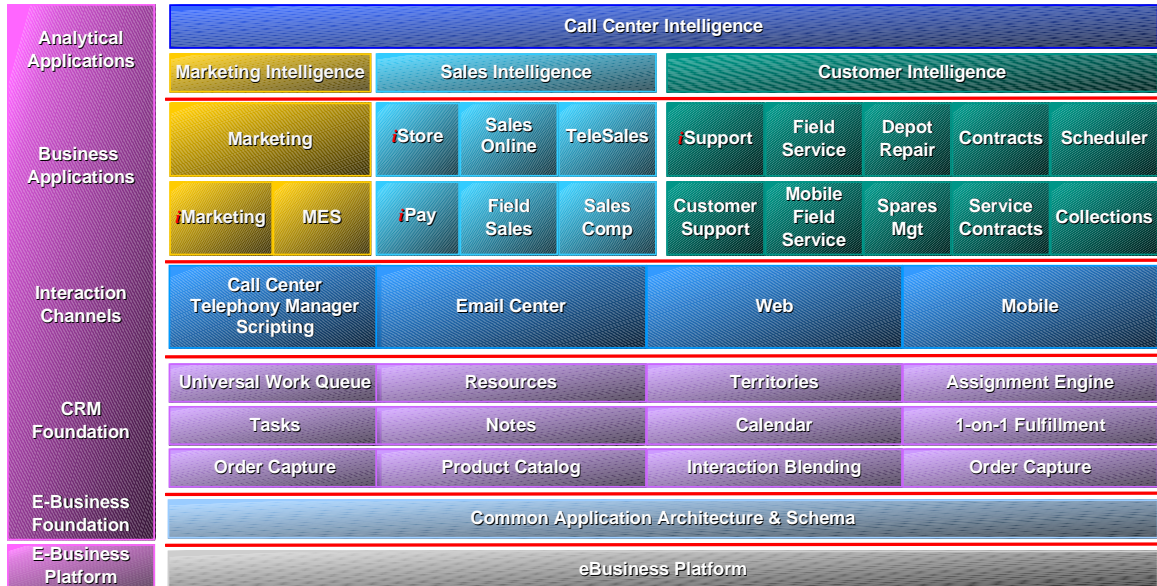 Analytical
Applications
Call Center Intelligence
Marketing Intelligence
Sales Intelligence
Customer Intelligence
Business
Applications
Marketing
iStore
Sales
Online
TeleSales
iSupport
Field
Service
Depot
Repair
Contracts
Scheduler
iMarketing
MES
iPay
Field
Sales
Sales
Comp
Customer
Support
Mobile
Field
Service
Spares
Mgt
Service
Contracts
Collections
Interaction
Channels
Call Center
Telephony Manager
Scripting
Email Center
Web
Mobile
CRM
Foundation
Universal Work Queue
Resources
Territories
Assignment Engine
Tasks
Notes
Calendar
1-on-1 Fulfillment
Order Capture
Product Catalog
Interaction Blending
Order Capture
E-Business
Foundation
Common Application Architecture & Schema
E-Business
Platform
eBusiness Platform